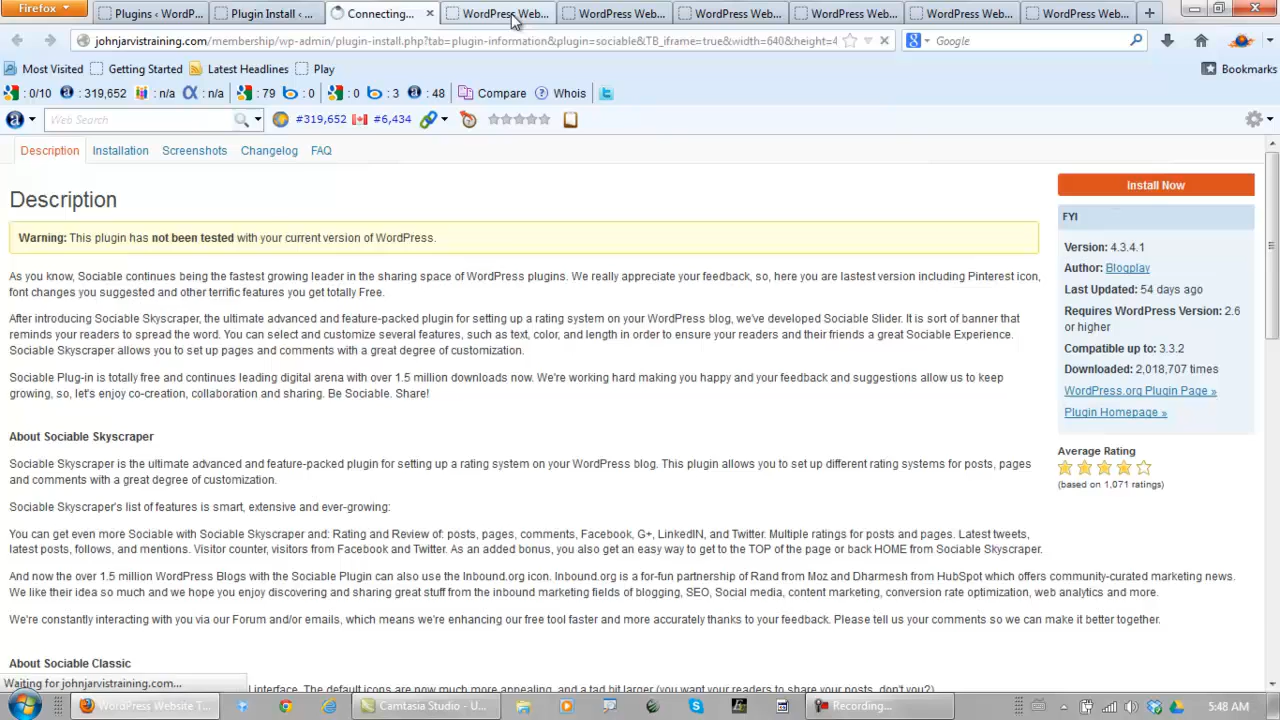 Firefox
Plugins ‹ WordP...
Plugin Install ‹ ...
Connecting...
WordPress Web...
WordPress Web...
WordPress Web...
WordPress Web...
WordPress Web...
WordPress Web...
johnjarvistraining.com/membership/wp-admin/plugin-install.php?tab=plugin-information&plugin=sociable&TB_iframe=true&width=640&height=4
Google
Most Visited
Getting Started
Latest Headlines
Play
Bookmarks
: 0/10
: 319,652
: n/a
: n/a
: 79
: 0
: 0
: 3
: 48
Compare
Whois
Web Search
#319,652
#6,434
Description
Installation
Screenshots
Changelog
FAQ
Description
Warning: This plugin has not been tested with your current version of WordPress.
As you know, Sociable continues being the fastest growing leader in the sharing space of WordPress plugins. We really appreciate your feedback, so, here you are lastest version including Pinterest icon,
font changes you suggested and other terrific features you get totally Free.
After introducing Sociable Skyscraper, the ultimate advanced and feature-packed plugin for setting up a rating system on your WordPress blog, we've developed Sociable Slider. It is sort of banner that
reminds your readers to spread the word. You can select and customize several features, such as text, color, and length in order to ensure your readers and their friends a great Sociable Experience.
Sociable Skyscraper allows you to set up pages and comments with a great degree of customization.
Sociable Plug-in is totally free and continues leading digital arena with over 1.5 million downloads now. We're working hard making you happy and your feedback and suggestions allow us to keep
growing, so, let's enjoy co-creation, collaboration and sharing. Be Sociable. Share!
About Sociable Skyscraper
Sociable Skyscraper is the ultimate advanced and feature-packed plugin for setting up a rating system on your WordPress blog. This plugin allows you to set up different rating systems for posts, pages
and comments with a great degree of customization.
Sociable Skyscraper's list of features is smart, extensive and ever-growing:
You can get even more Sociable with Sociable Skyscraper and: Rating and Review of: posts, pages, comments, Facebook, G+, LinkedIN, and Twitter. Multiple ratings for posts and pages. Latest tweets,
latest posts, follows, and mentions. Visitor counter, visitors from Facebook and Twitter. As an added bonus, you also get an easy way to get to the TOP of the page or back HOME from Sociable Skyscraper.
And now the over 1.5 million WordPress Blogs with the Sociable Plugin can also use the Inbound.org icon. Inbound.org is a for-fun partnership of Rand from Moz and Dharmesh from HubSpot which offers community-curated marketing news.
We like their idea so much and we hope you enjoy discovering and sharing great stuff from the inbound marketing fields of blogging, SEO, Social media, content marketing, conversion rate optimization, web analytics and more.
We're constantly interacting with you via our Forum and/or emails, which means we're enhancing our free tool faster and more accurately thanks to your feedback. Please tell us your comments so we can make it better together.
About Sociable Classic
interface. The default icons are now much more appealing, and a tad bit larger (you want your readers to share your posts, don't you?)
Install Now
FYI
Version: 4.3.4.1
Author: Blogplay
Last Updated: 54 days ago
Requires WordPress Version: 2.6
or higher
Compatible up to: 3.3.2
Downloaded: 2,018,707 times
WordPress.org Plugin Page »
Plugin Homepage »
Average Rating
(based on 1,071 ratings)
Waiting for johnjarvistraining.com...
WordPress Website T...
Camtasia Studio - U...
Recording...
5:48 AM